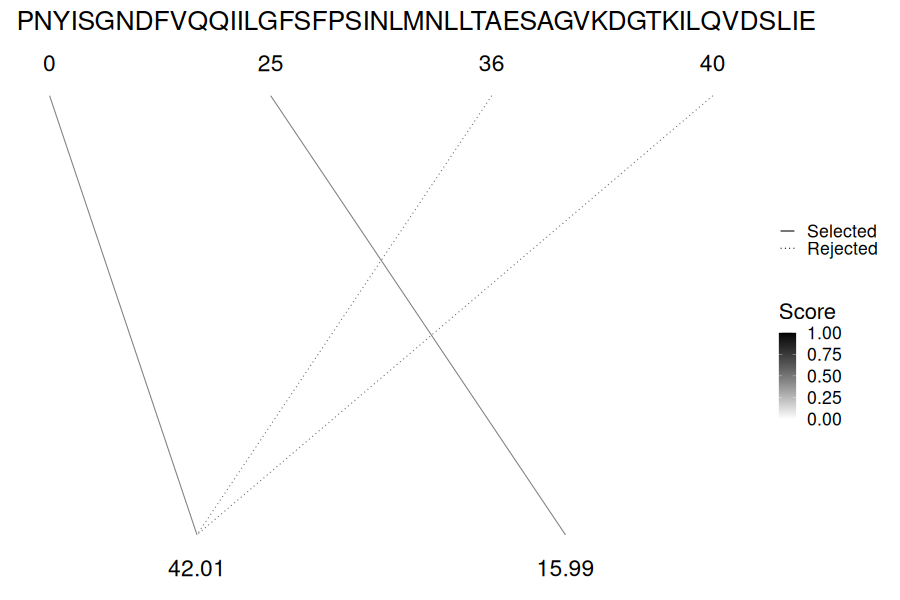 PNYISGNDFVQQIILGFSFPSINLMNLLTAESAGVKDGTKILQVDSLIE
0 25 36 40
Selected
Rejected
Score
1.00
0.75
0.50
0.25
0.00
42.01 15.99